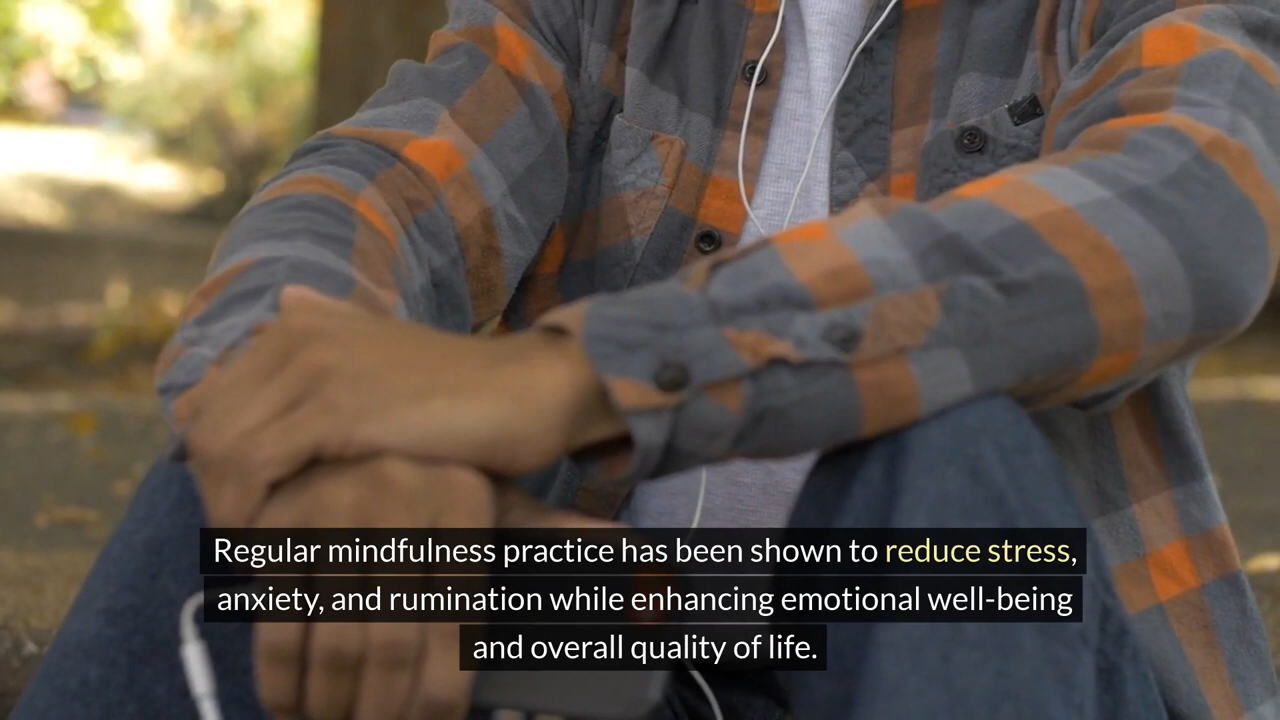 Regular mindfulness practice has been shown to reduce stress,
anxiety, and rumination while enhancing emotional well-being
and overall quality of life.